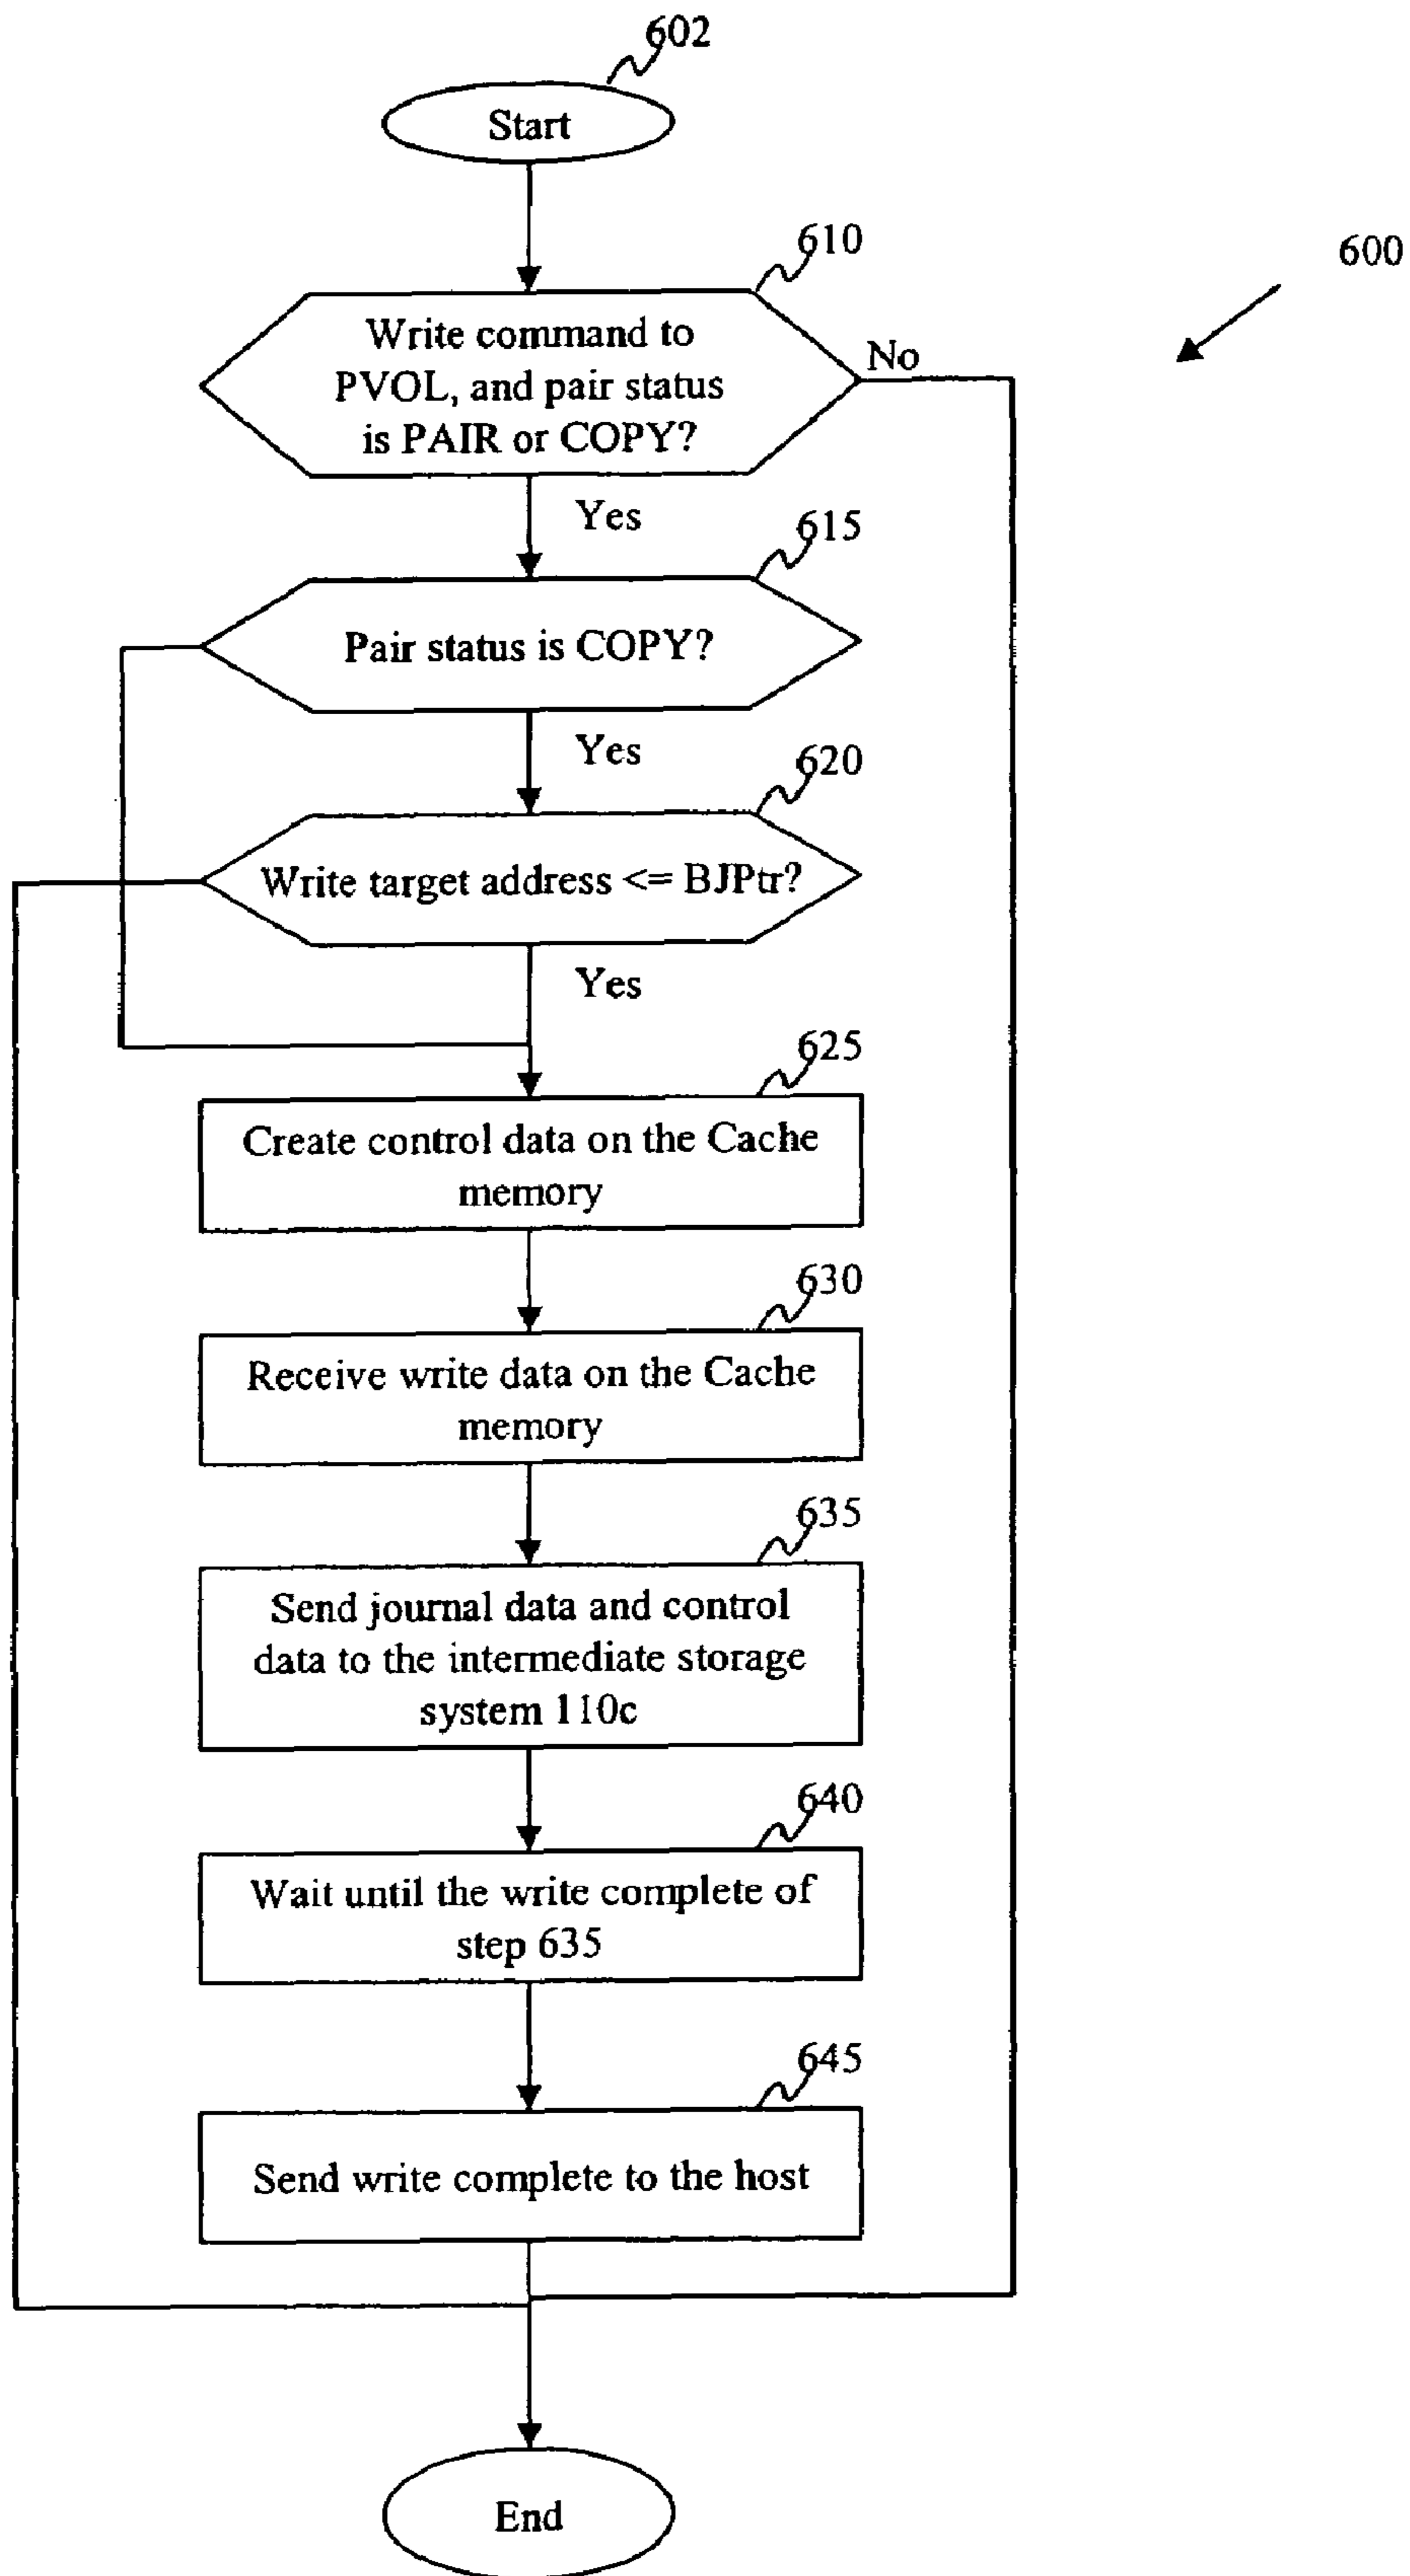 602
Start
610
600
Write command to
PVOL, and pair status
is PAIR or COPY?
No
Yes
615
Pair status is COPY?
Yes
620
Write target address <= BJPtr?
Yes
625
Create control data on the Cache
memory
630
Receive write data on the Cache
memory
635
Send journal data and control
data to the intermediate storage
system 110c
640
Wait until the write complete of
step 635
645
Send write complete to the host
End